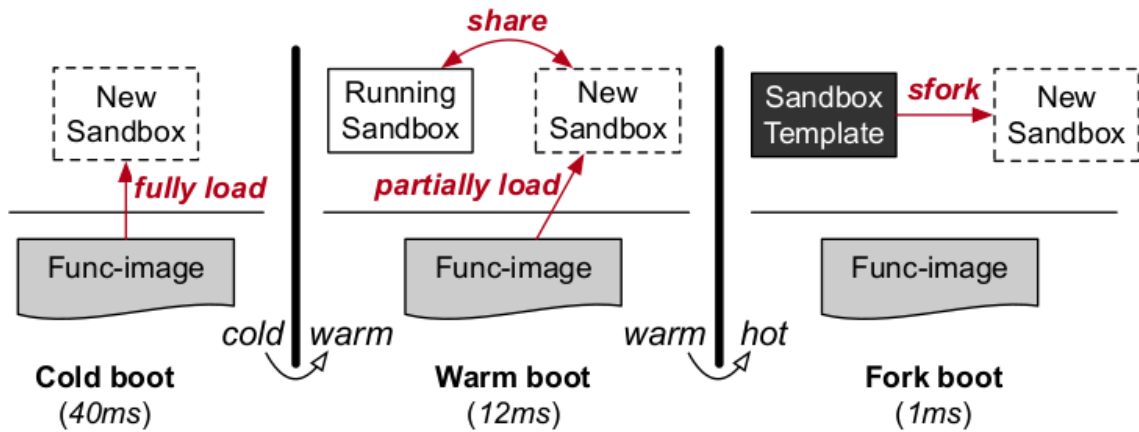 share
New
Sandbox
fully load
Func-image
Cold boot
(40ms)
cold warm
Running
Sandbox
New
Sandbox
partially load
Func-image
Warm boot
(12ms)
warm hot
Sandbox
Template
sfork
New
Sandbox
Func-image
Fork boot
(1ms)